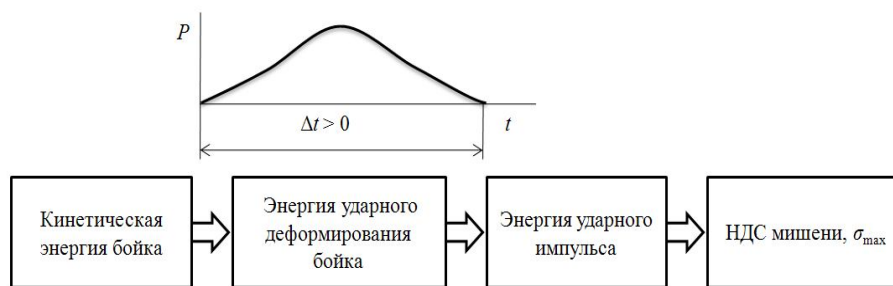 P
Δt > 0
t
Кинетическая
энергия бойка
Энергия ударного
деформирования
бойка
Энергия ударного
импульса
НДС мишени, σmax